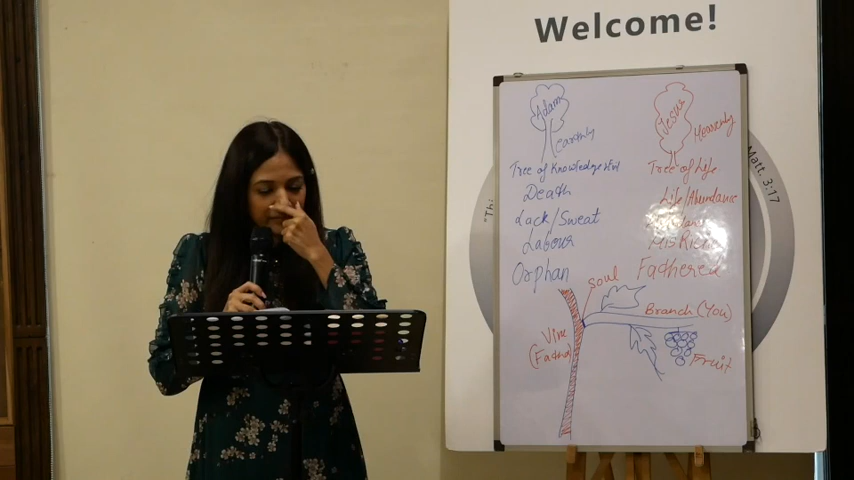 Welcome!
Adam
earthly
Tree of Knowledge
Death
Lack/Sweat
Labour
Orphan
Jesus
Heavenly
Tree of Life
Life/Abundance
Fathered
Soul
Branch (You)
Vine
Fruit
Matt. 3:17
"Thi